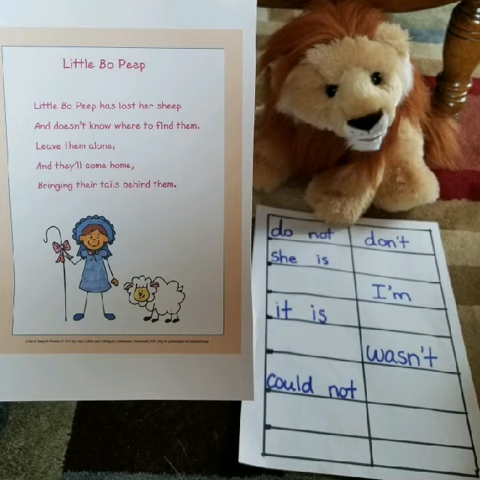 Little Bo Peep
Little Bo Peep has lost her sheep
And doesn't know where to find them.
Leave them alone,
And they'll come home,
Bringing their tails behind them.
do not don't
she is
I'm
it is
wasn't
could not